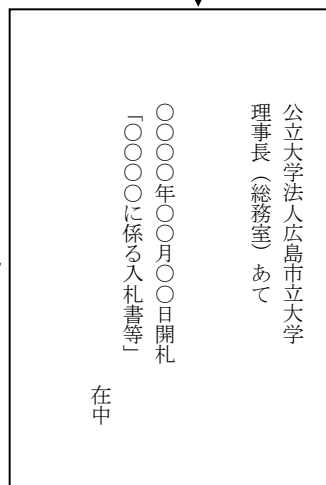 公立大学法人広島市立大学
理事長（総務室）あて
〇〇〇〇年〇〇月〇〇日開札
「〇〇〇〇に係る入札書等」
在中